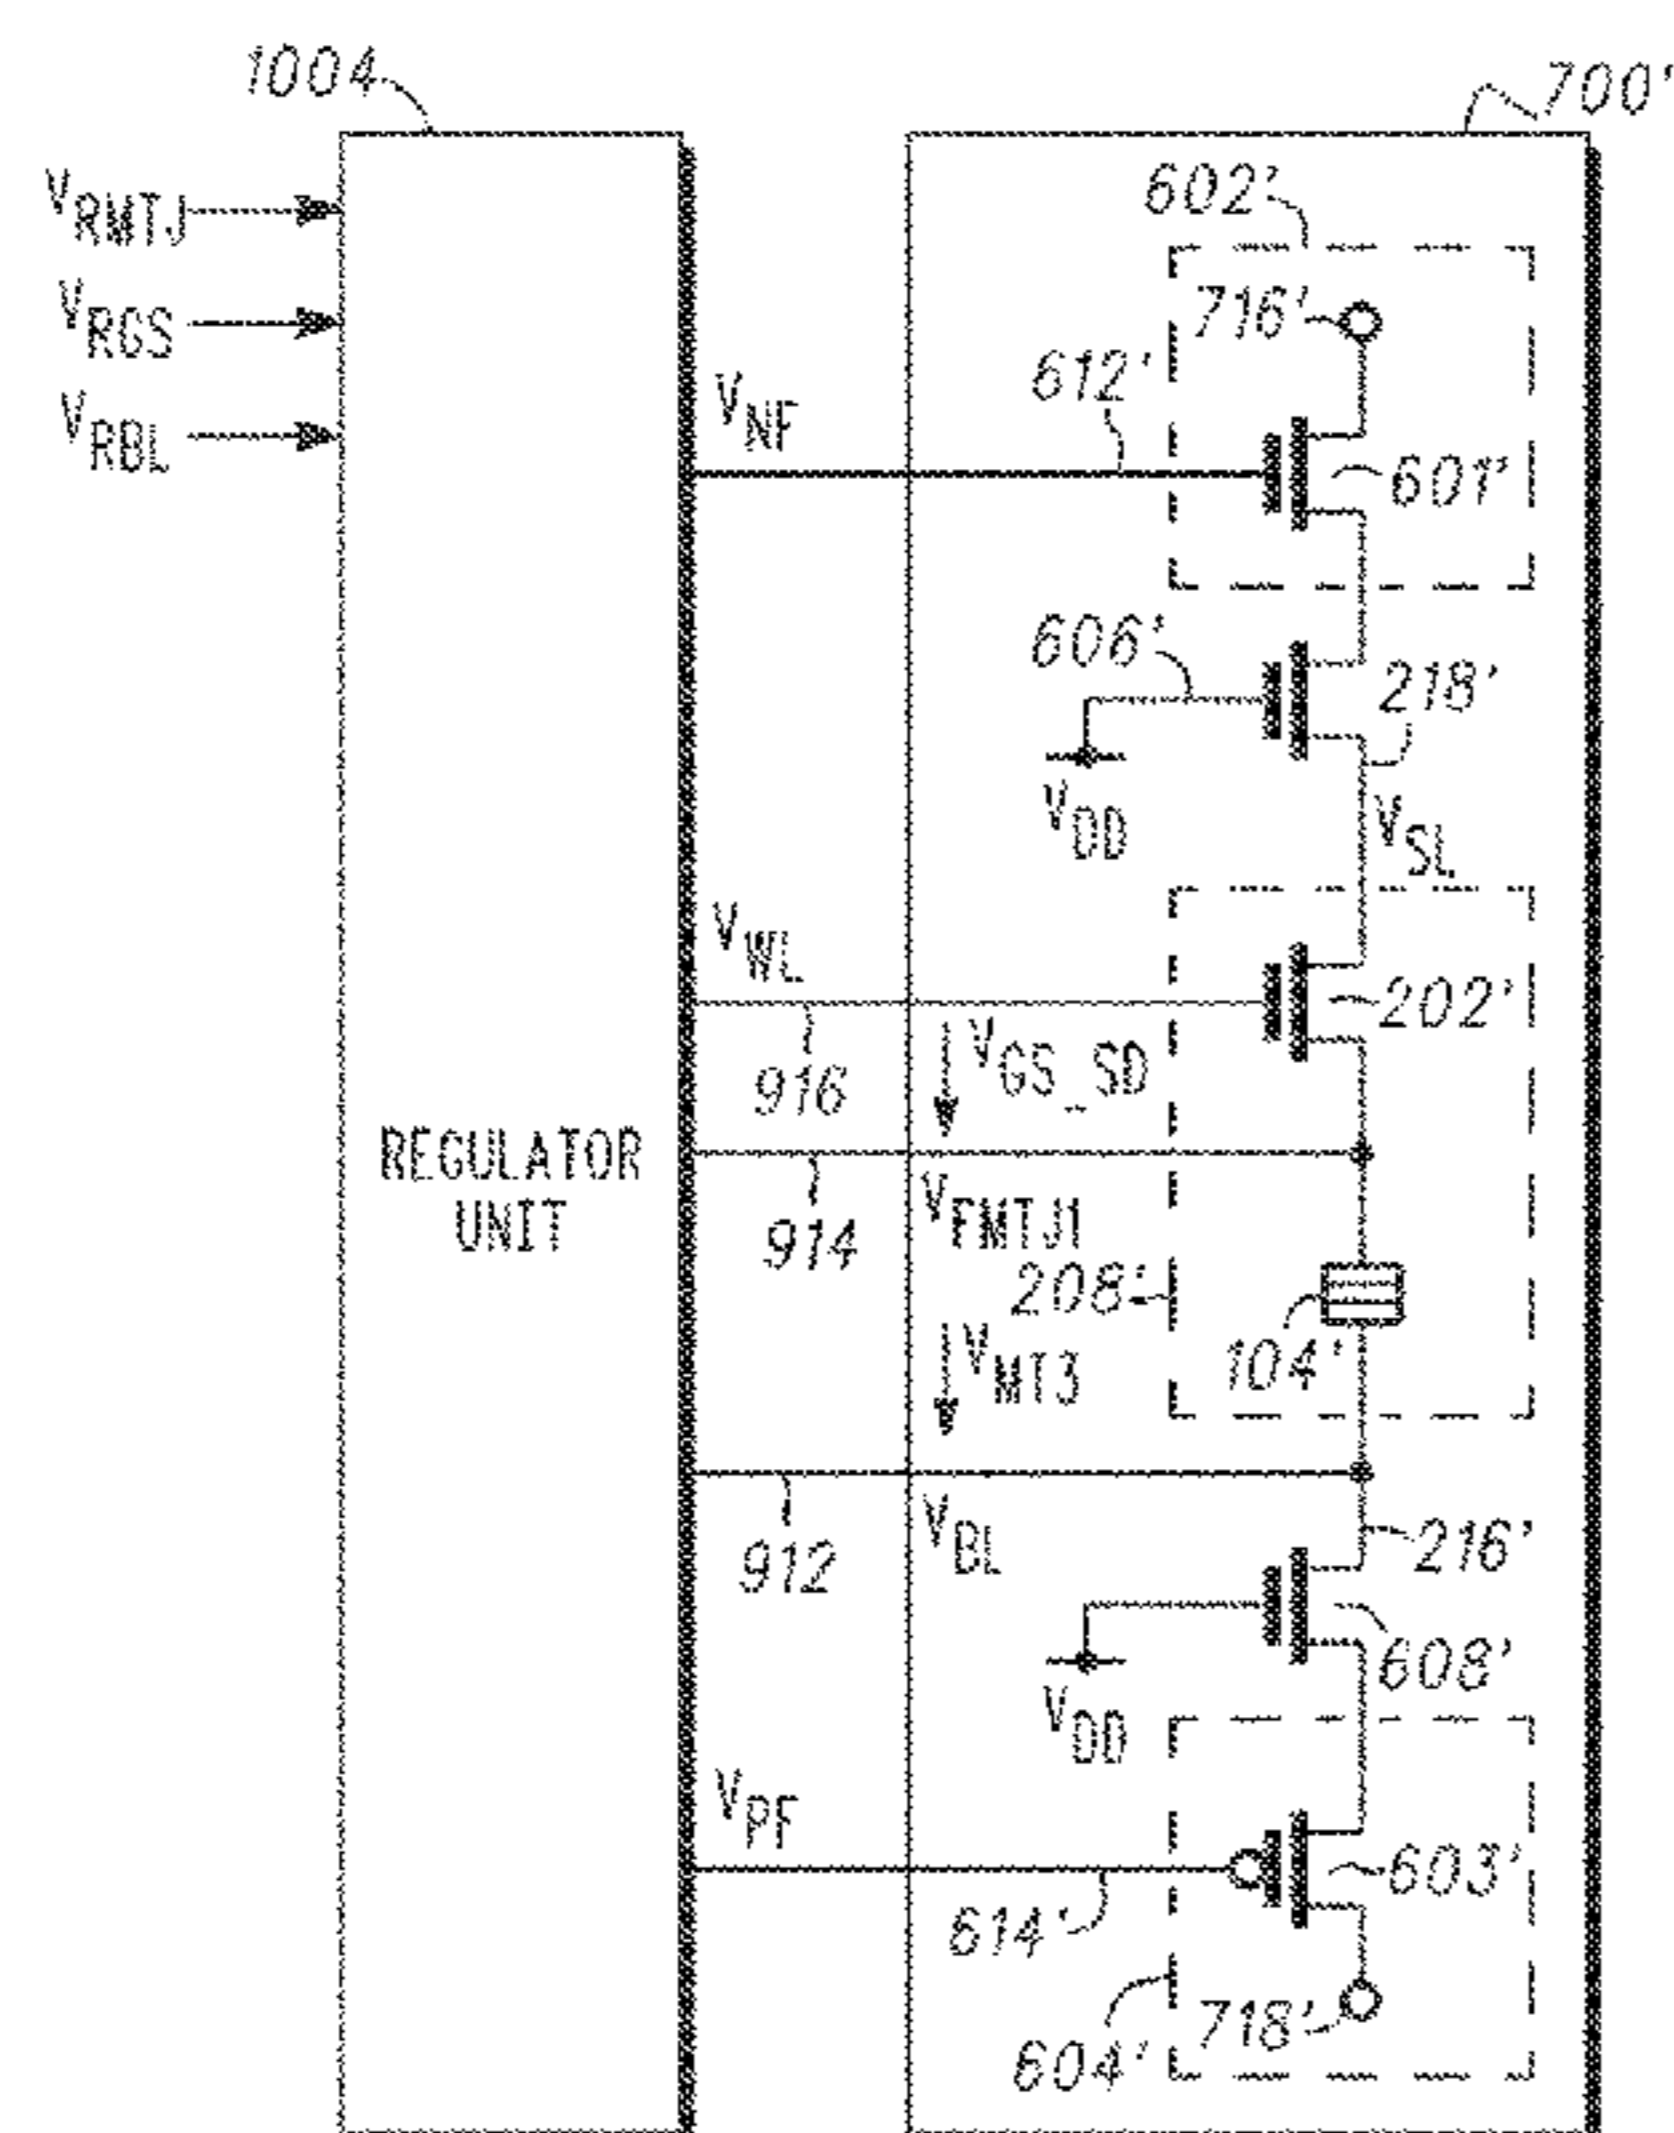 1004
700'
V_RMTJ
V_RGS
V_RBL
602'
716'
612'
V_NF
601'
606'
218'
V_DD
V_SL
V_WL
202'
916
V_GS_SD
REGULATOR
UNIT
914
V_FMTJ1
208'
104'
V_MT3
912
V_BL
216'
608'
V_DD
V_PF
603'
614'
718'
604'